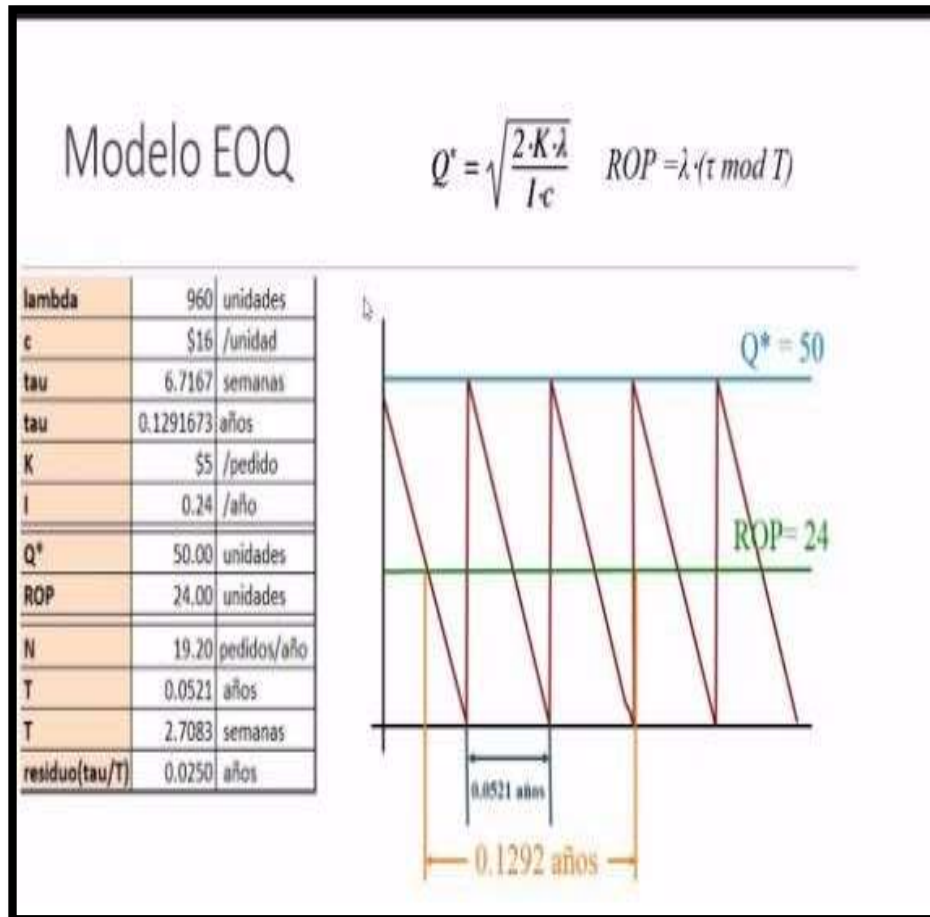 Modelo EOQ
Q* = √(2·K·λ / I·c)
ROP =λ·(τ mod T)
lambda 960 unidades
c $16 /unidad
tau 6.7167 semanas
tau 0.1291673 años
K $5 /pedido
I 0.24 /año
Q* 50.00 unidades
ROP 24.00 unidades
N 19.20 pedidos/año
T 0.0521 años
T 2.7083 semanas
residuo(tau/T) 0.0250 años
Q* = 50
ROP= 24
0.0521 años
0.1292 años